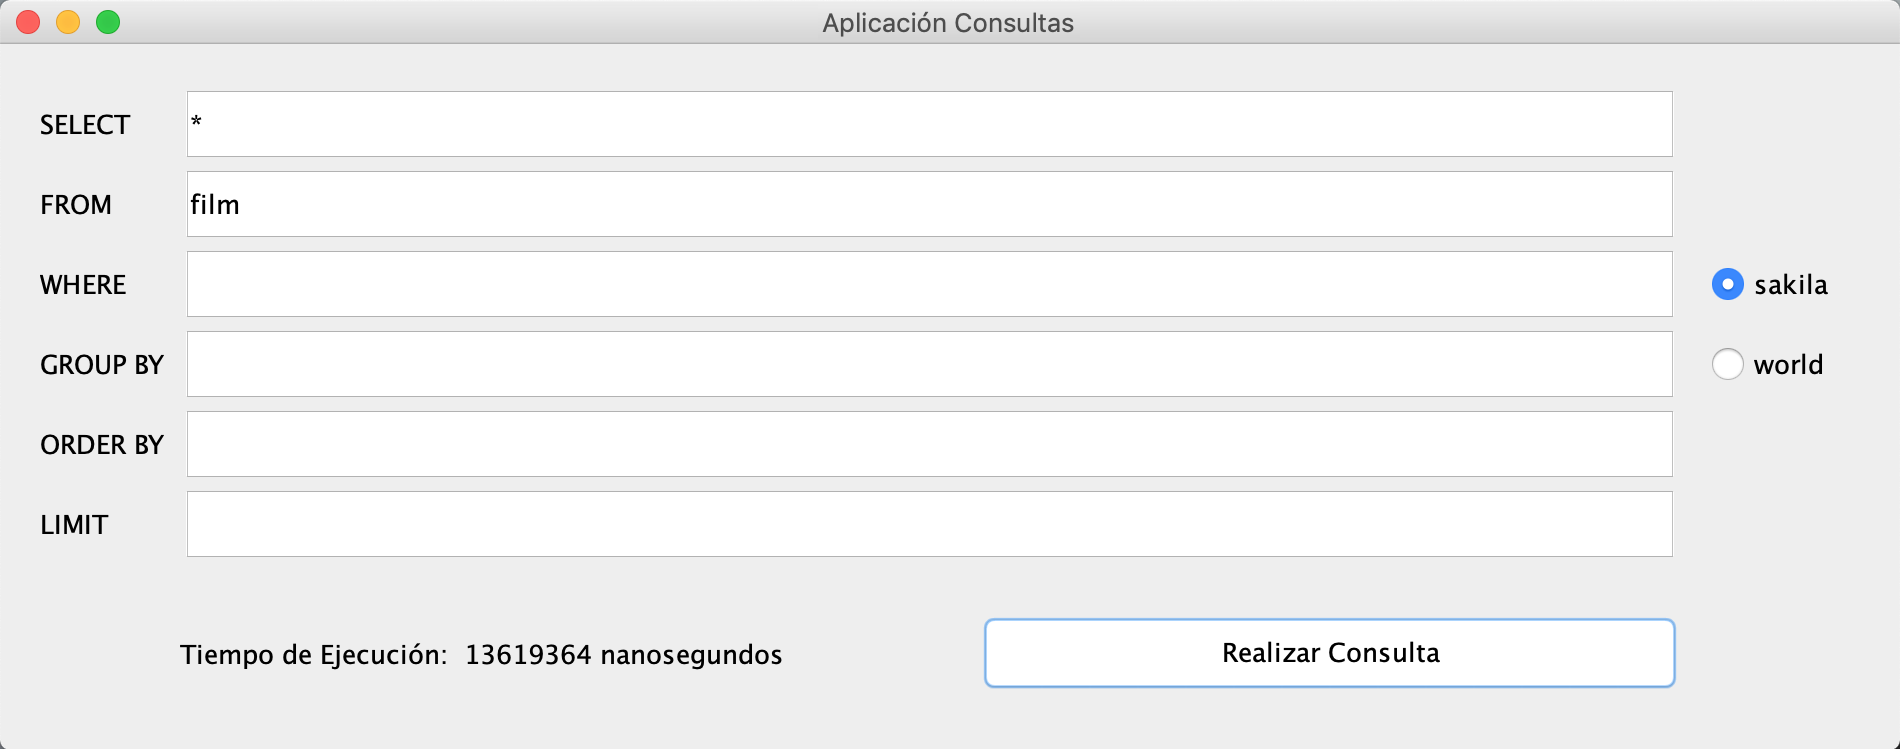 Aplicación Consultas
SELECT *
FROM film
WHERE
sakila
GROUP BY
world
ORDER BY
LIMIT
Tiempo de Ejecución: 13619364 nanosegundos
Realizar Consulta